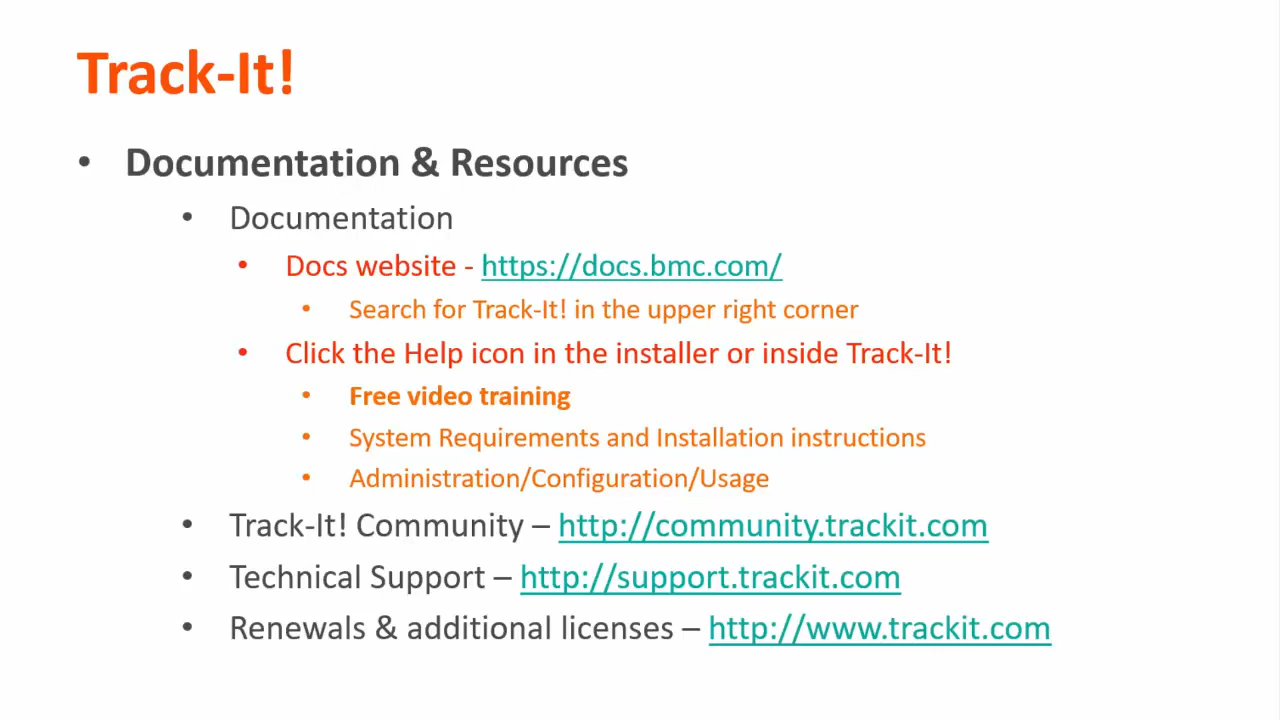 Track-It!
• Documentation & Resources
• Documentation
• Docs website - https://docs.bmc.com/
• Search for Track-It! in the upper right corner
• Click the Help icon in the installer or inside Track-It!
• Free video training
• System Requirements and Installation instructions
• Administration/Configuration/Usage
• Track-It! Community – http://community.trackit.com
• Technical Support – http://support.trackit.com
• Renewals & additional licenses – http://www.trackit.com